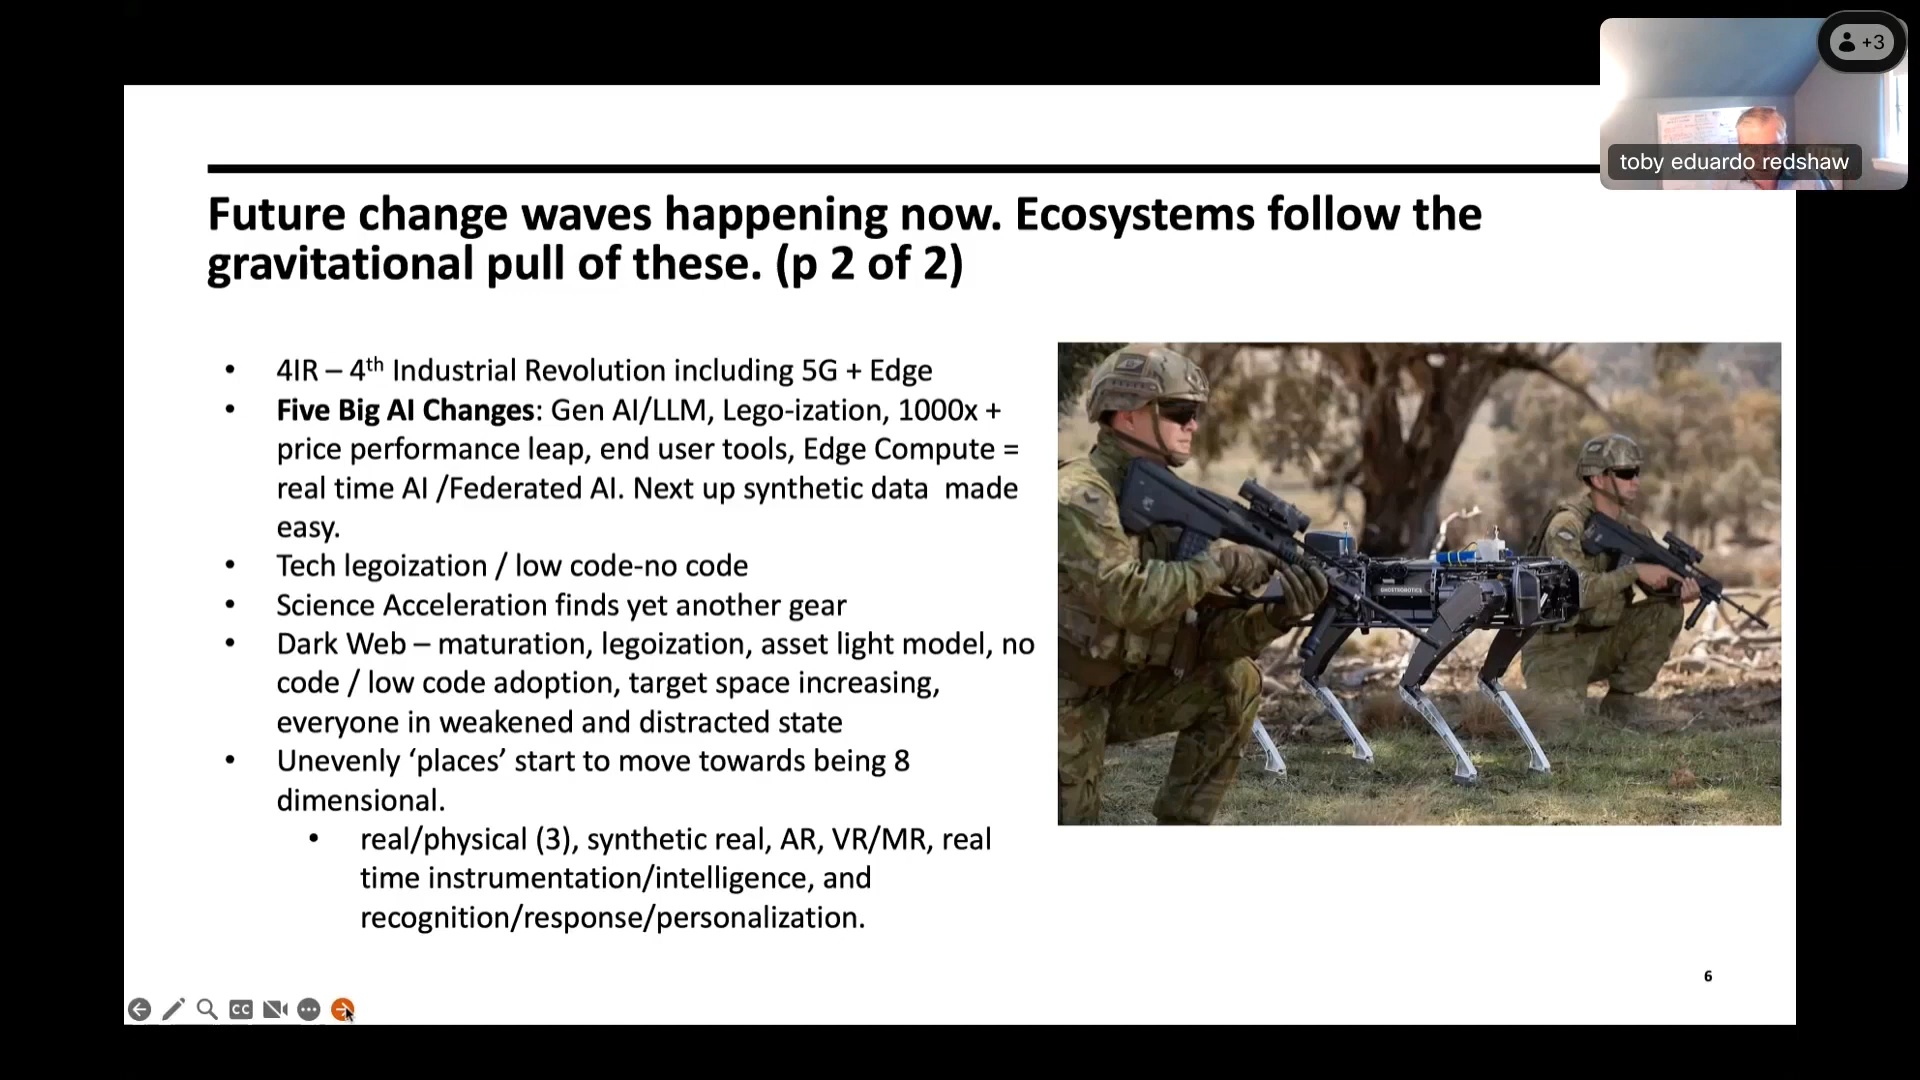 +3
toby eduardo redshaw
Future change waves happening now. Ecosystems follow the
gravitational pull of these. (p 2 of 2)
• 4IR – 4th Industrial Revolution including 5G + Edge
• Five Big AI Changes: Gen AI/LLM, Lego-ization, 1000x +
price performance leap, end user tools, Edge Compute =
real time AI /Federated AI. Next up synthetic data  made
easy.
• Tech legoization / low code-no code
• Science Acceleration finds yet another gear
• Dark Web – maturation, legoization, asset light model, no
code / low code adoption, target space increasing,
everyone in weakened and distracted state
• Unevenly ‘places’ start to move towards being 8
dimensional.
• real/physical (3), synthetic real, AR, VR/MR, real
time instrumentation/intelligence, and
recognition/response/personalization.
GHOSTROBOTICS
6
CC